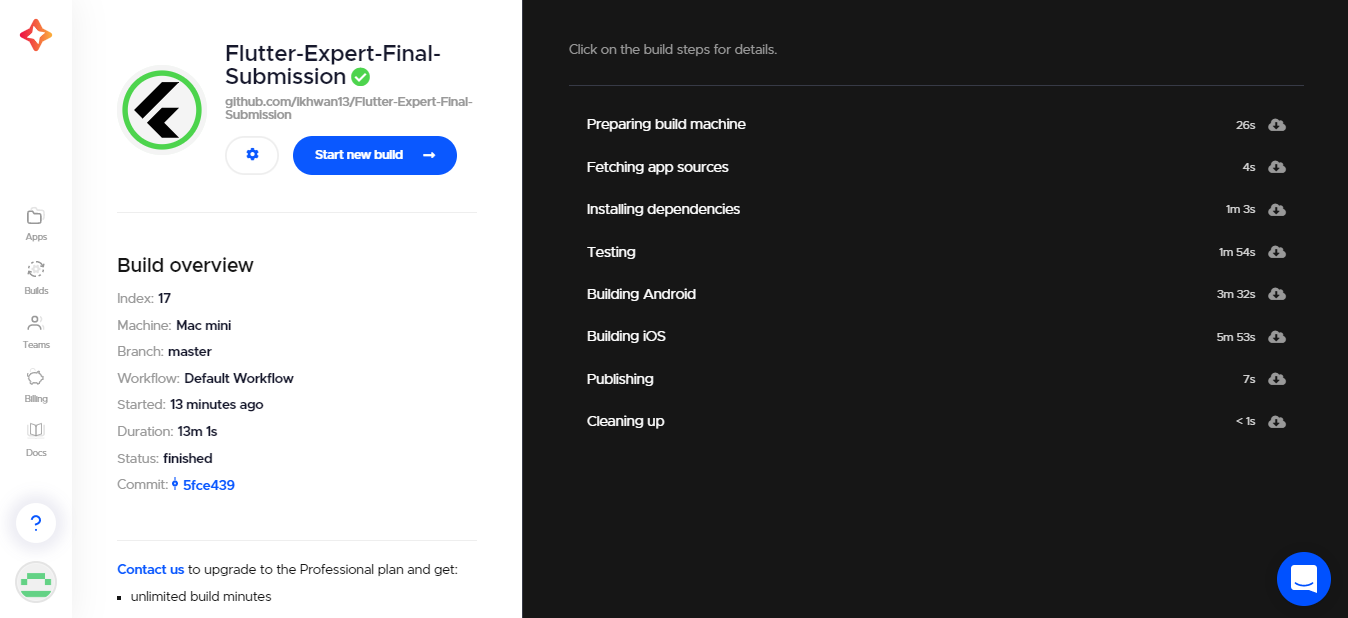 Flutter-Expert-Final-
Submission
github.com/Ikhwan13/Flutter-Expert-Final-
Submission
Start new build
Apps
Builds
Teams
Billing
Docs
?
Build overview
Index: 17
Machine: Mac mini
Branch: master
Workflow: Default Workflow
Started: 13 minutes ago
Duration: 13m 1s
Status: finished
Commit: 5fce439
Contact us to upgrade to the Professional plan and get:
unlimited build minutes
Click on the build steps for details.
Preparing build machine 26s
Fetching app sources 4s
Installing dependencies 1m 3s
Testing 1m 54s
Building Android 3m 32s
Building iOS 5m 53s
Publishing 7s
Cleaning up < 1s